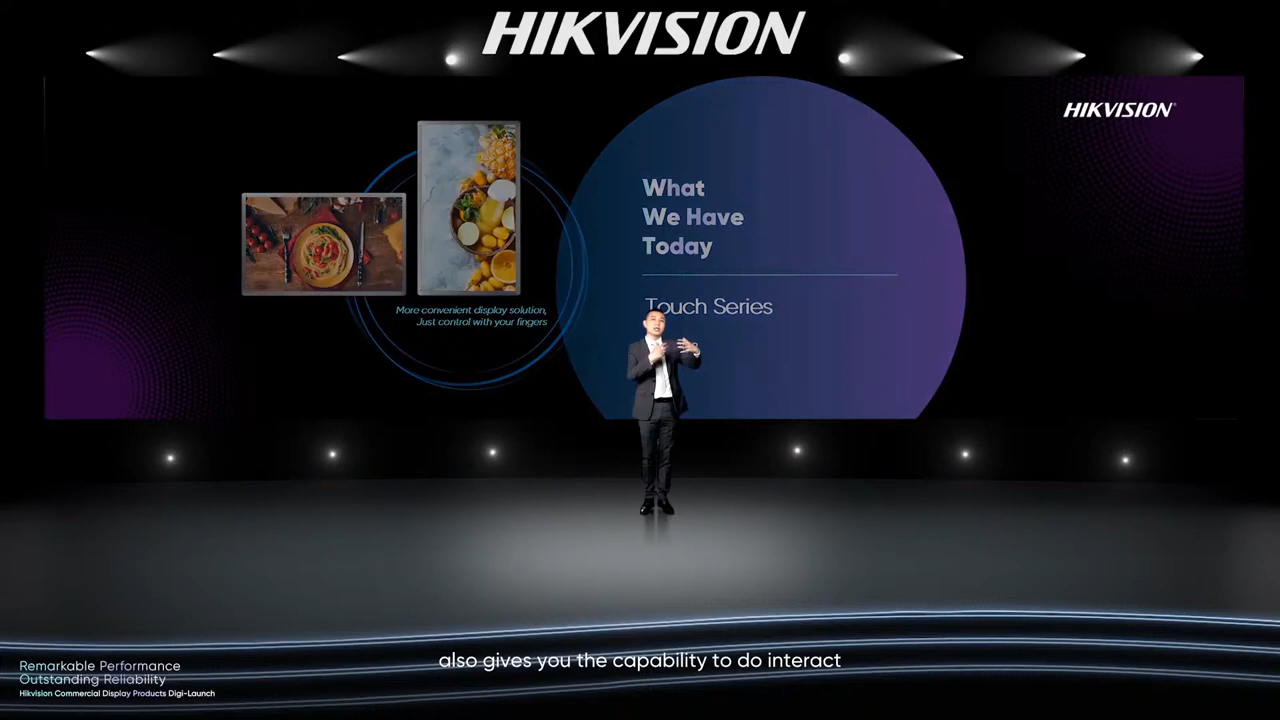 HIKVISION
HIKVISION
What
We Have
Today
Touch Series
More convenient display solution,
Just control with your fingers
also gives you the capability to do interact
Remarkable Performance
Outstanding Reliability
Hikvision Commercial Display Products Digi-Launch